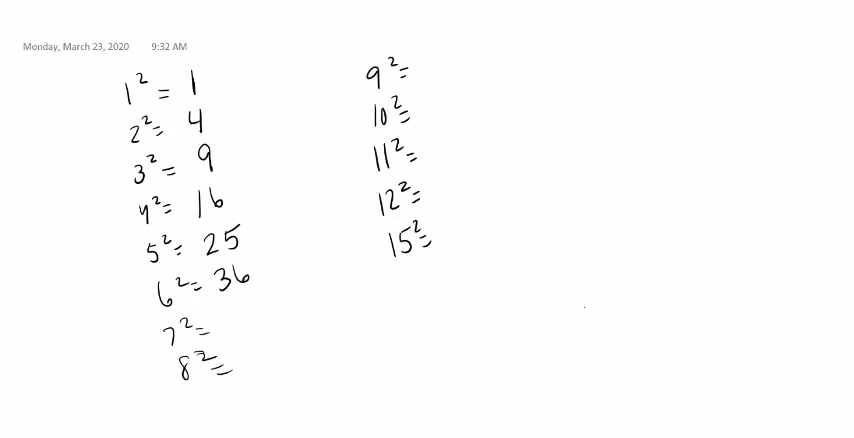 Monday, March 23, 2020 9:32 AM
1² = 1
2² = 4
3² = 9
4² = 16
5² = 25
6² = 36
7² =
8² =
9² =
10² =
11² =
12² =
15² =